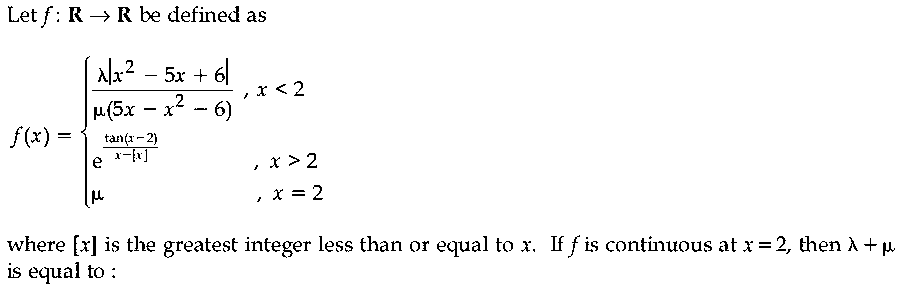 Let f : R → R be defined as
f(x) = { λ|x² − 5x + 6| / μ(5x − x² − 6) , x < 2
e^(tan(x−2) / x−[x]) , x > 2
μ , x = 2
where [x] is the greatest integer less than or equal to x. If f is continuous at x = 2, then λ + μ
is equal to :